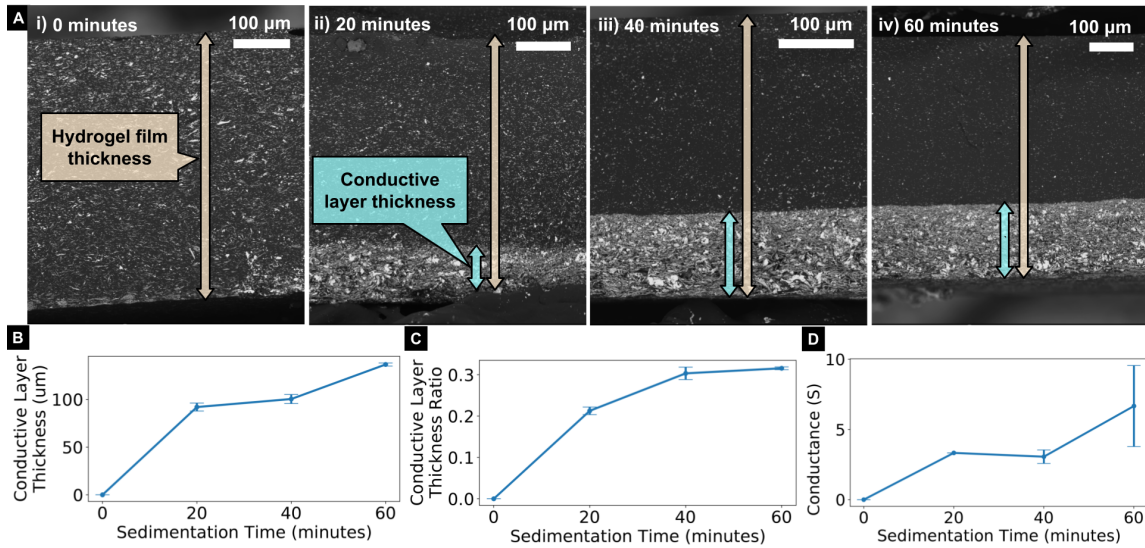 A
i) 0 minutes
100 µm
ii) 20 minutes
100 µm
iii) 40 minutes
100 µm
iv) 60 minutes
100 µm
Hydrogel film
thickness
Conductive
layer thickness
B
Conductive Layer
Thickness (um)
100
50
0
0
20
40
60
Sedimentation Time (minutes)
C
Conductive Layer
Thickness Ratio
0.3
0.2
0.1
0.0
0
20
40
60
Sedimentation Time (minutes)
D
Conductance (S)
10
5
0
0
20
40
60
Sedimentation Time (minutes)